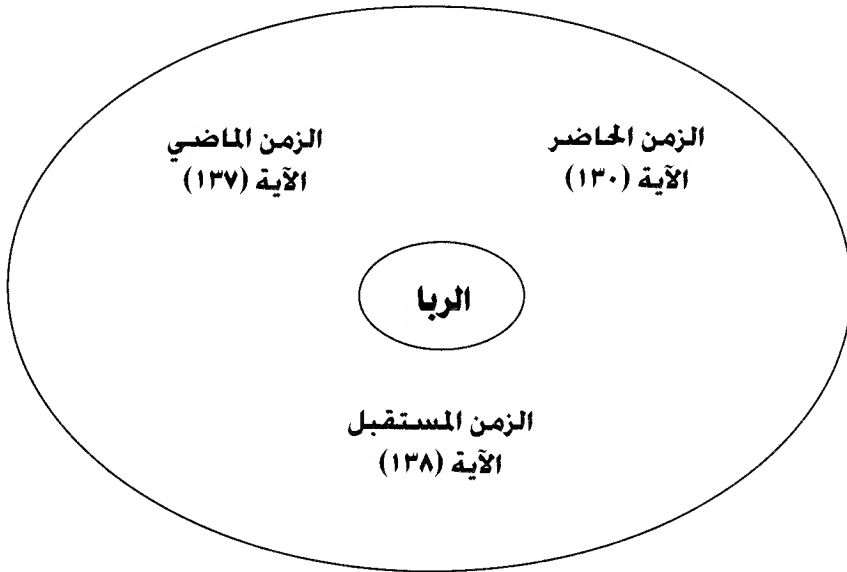 الزمن الحاضر
الآية (١٣٠)
الزمن الماضي
الآية (١٣٧)
الربا
الزمن المستقبل
الآية (١٣٨)